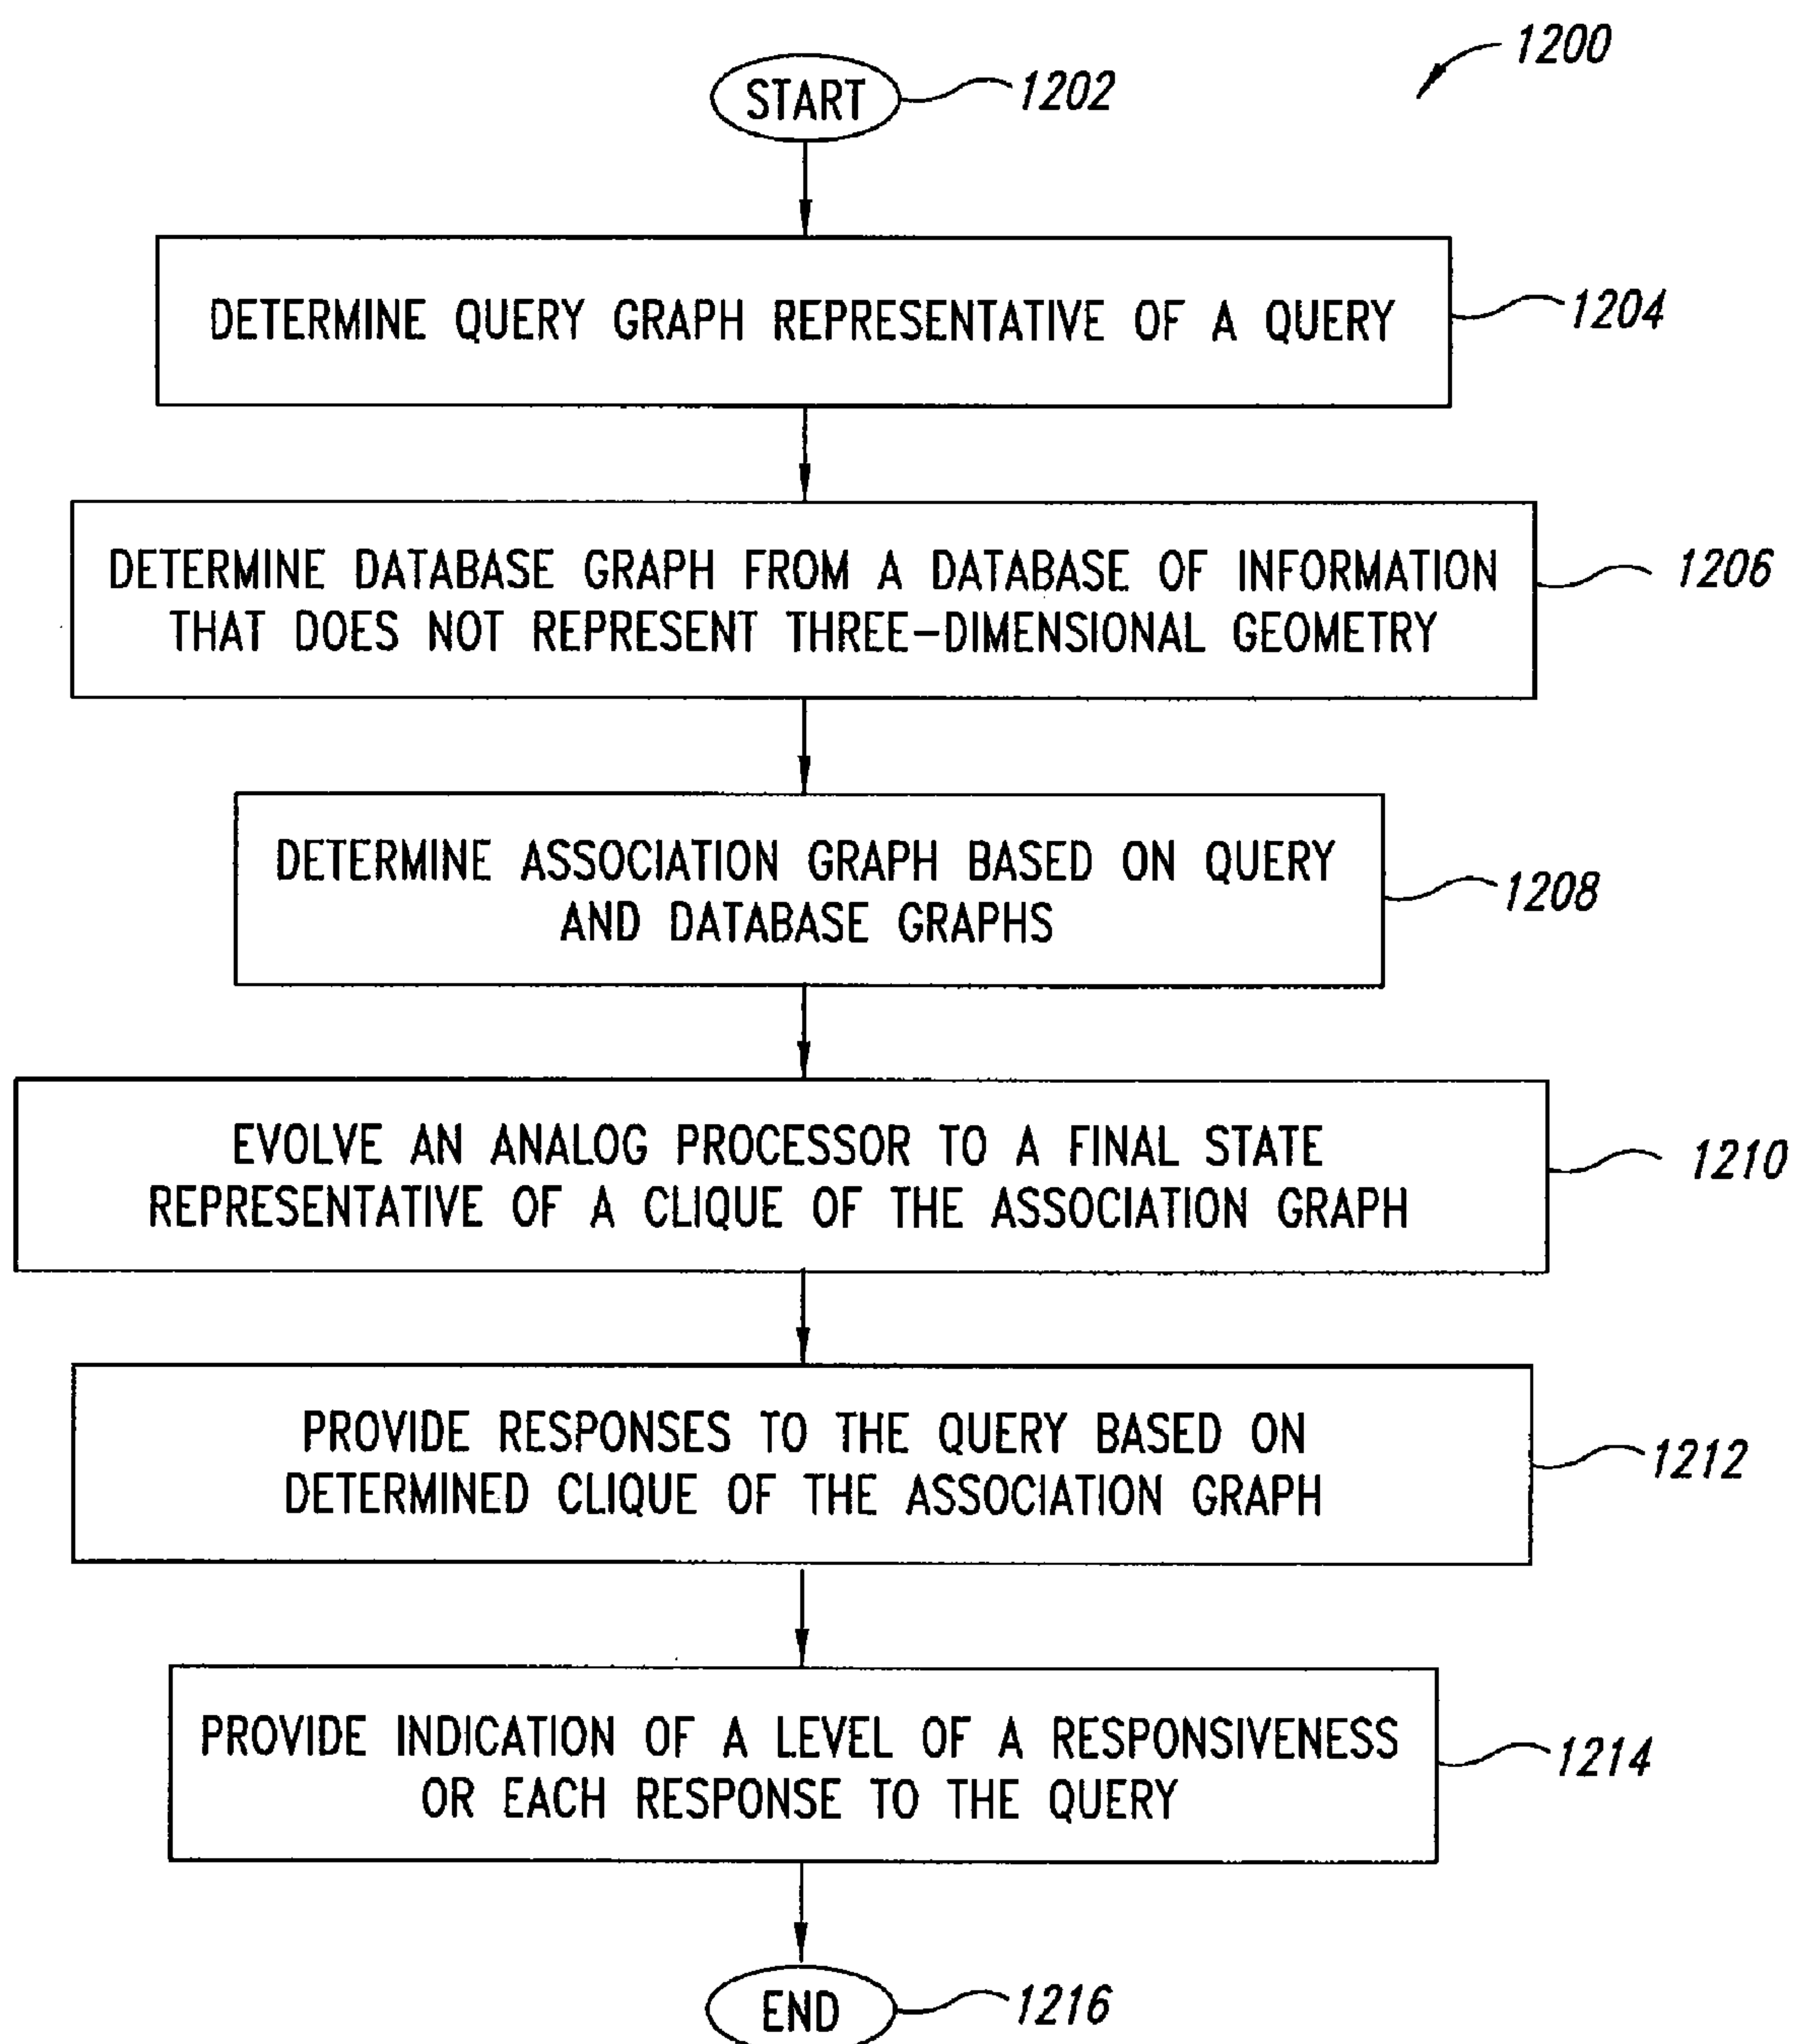 1200
START
1202
DETERMINE QUERY GRAPH REPRESENTATIVE OF A QUERY
1204
DETERMINE DATABASE GRAPH FROM A DATABASE OF INFORMATION
THAT DOES NOT REPRESENT THREE-DIMENSIONAL GEOMETRY
1206
DETERMINE ASSOCIATION GRAPH BASED ON QUERY
AND DATABASE GRAPHS
1208
EVOLVE AN ANALOG PROCESSOR TO A FINAL STATE
REPRESENTATIVE OF A CLIQUE OF THE ASSOCIATION GRAPH
1210
PROVIDE RESPONSES TO THE QUERY BASED ON
DETERMINED CLIQUE OF THE ASSOCIATION GRAPH
1212
PROVIDE INDICATION OF A LEVEL OF A RESPONSIVENESS
OR EACH RESPONSE TO THE QUERY
1214
END
1216